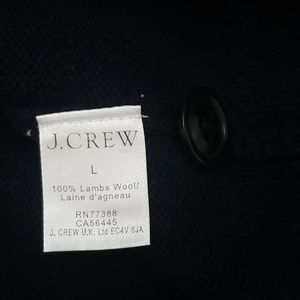 J.CREW
L
100% Lambs Wool/
Laine d'agneau
RN77388
CA56445
J. CREW U.K. Ltd EC4V 6JA